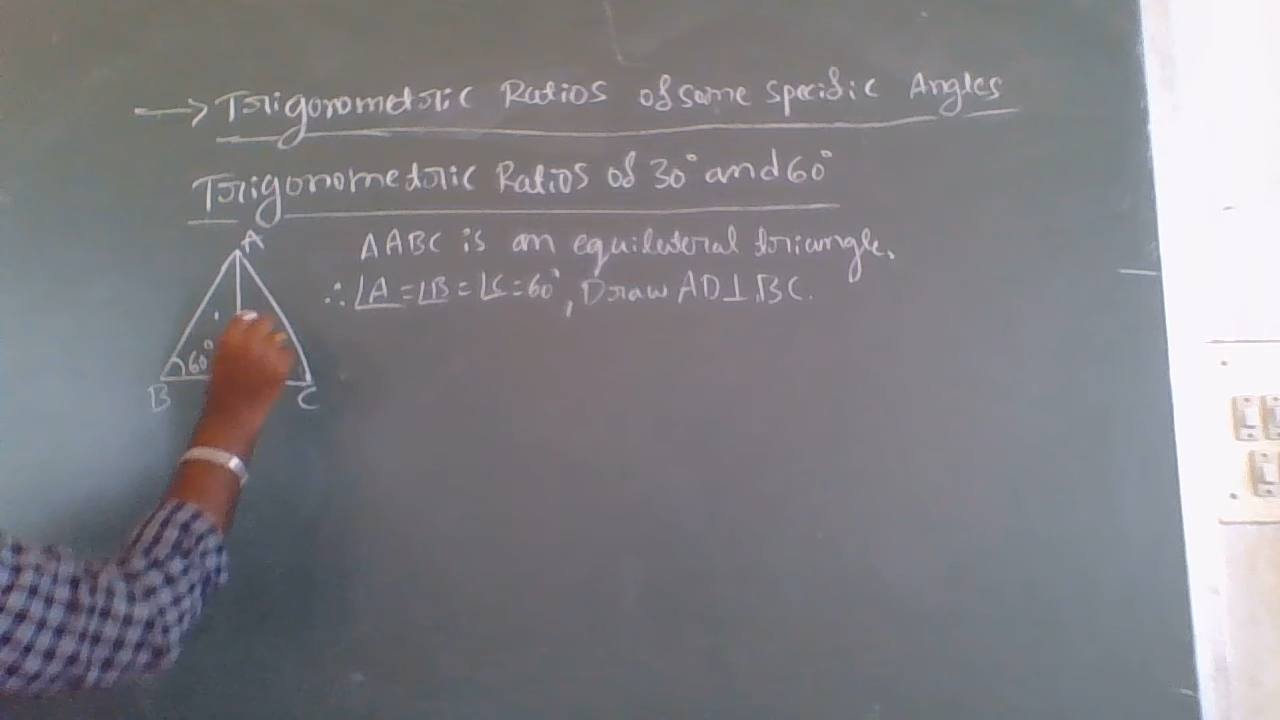 → Trigonometric Ratios of some specific Angles
Trigonometric Ratios of 30° and 60°
A
ΔABC is an equilateral triangle.
∴ ∠A = ∠B = ∠C = 60°, Draw AD⊥BC.
60°
B C